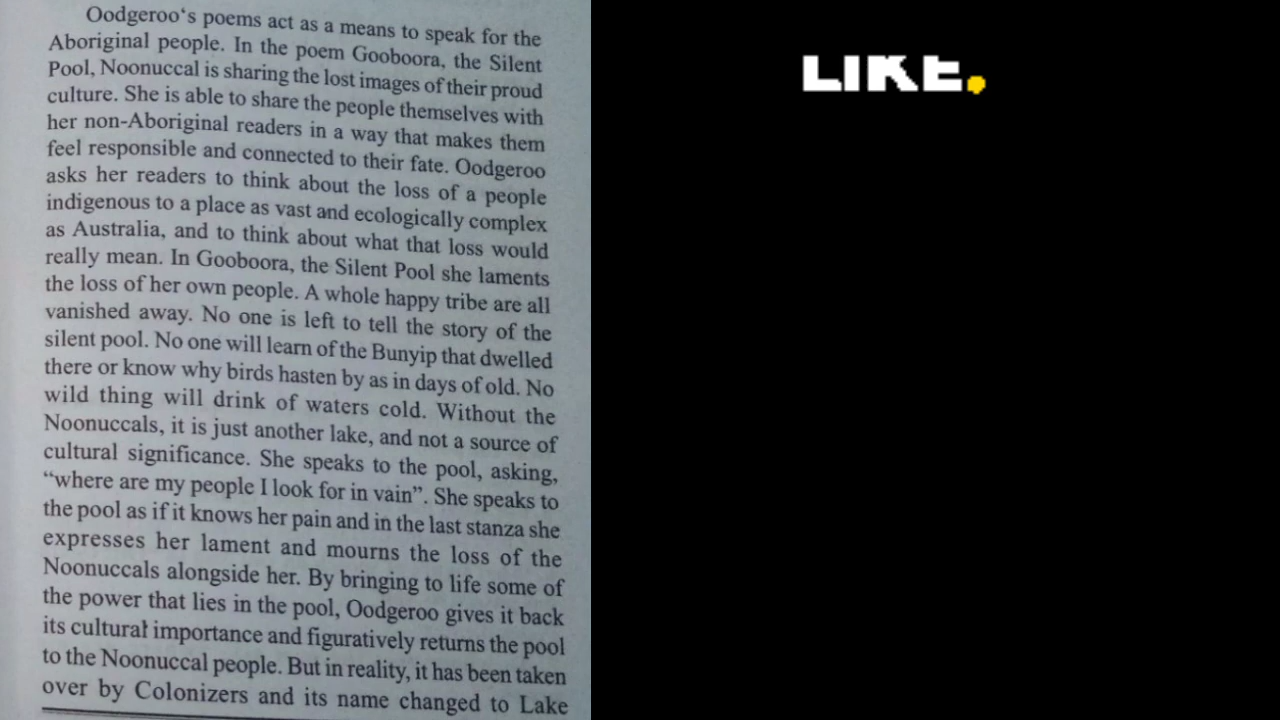 Oodgeroo‘s poems act as a means to speak for the
Aboriginal people. In the poem Gooboora, the Silent
Pool, Noonuccal is sharing the lost images of their proud
culture. She is able to share the people themselves with
her non-Aboriginal readers in a way that makes them
feel responsible and connected to their fate. Oodgeroo
asks her readers to think about the loss of a people
indigenous to a place as vast and ecologically complex
as Australia, and to think about what that loss would
really mean. In Gooboora, the Silent Pool she laments
the loss of her own people. A whole happy tribe are all
vanished away. No one is left to tell the story of the
silent pool. No one will learn of the Bunyip that dwelled
there or know why birds hasten by as in days of old. No
wild thing will drink of waters cold. Without the
Noonuccals, it is just another lake, and not a source of
cultural significance. She speaks to the pool, asking,
“where are my people I look for in vain”. She speaks to
the pool as if it knows her pain and in the last stanza she
expresses her lament and mourns the loss of the
Noonuccals alongside her. By bringing to life some of
the power that lies in the pool, Oodgeroo gives it back
its cultural importance and figuratively returns the pool
to the Noonuccal people. But in reality, it has been taken
over by Colonizers and its name changed to Lake
LIKE.